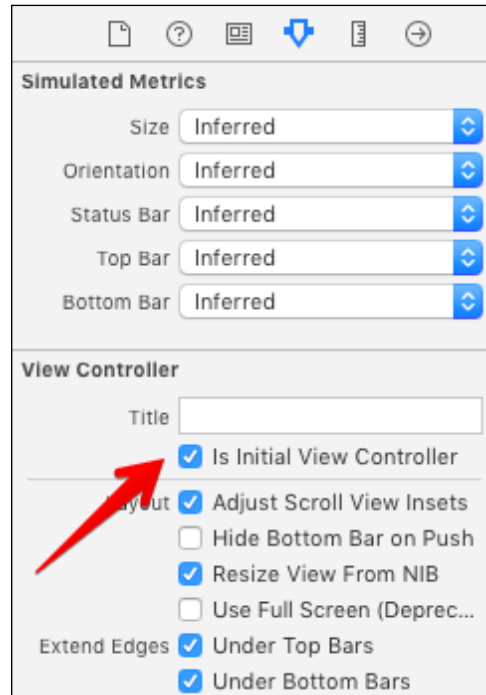 Simulated Metrics
Size Inferred
Orientation Inferred
Status Bar Inferred
Top Bar Inferred
Bottom Bar Inferred
View Controller
Title
Is Initial View Controller
Layout Adjust Scroll View Insets
Hide Bottom Bar on Push
Resize View From NIB
Use Full Screen (Deprec...
Extend Edges Under Top Bars
Under Bottom Bars